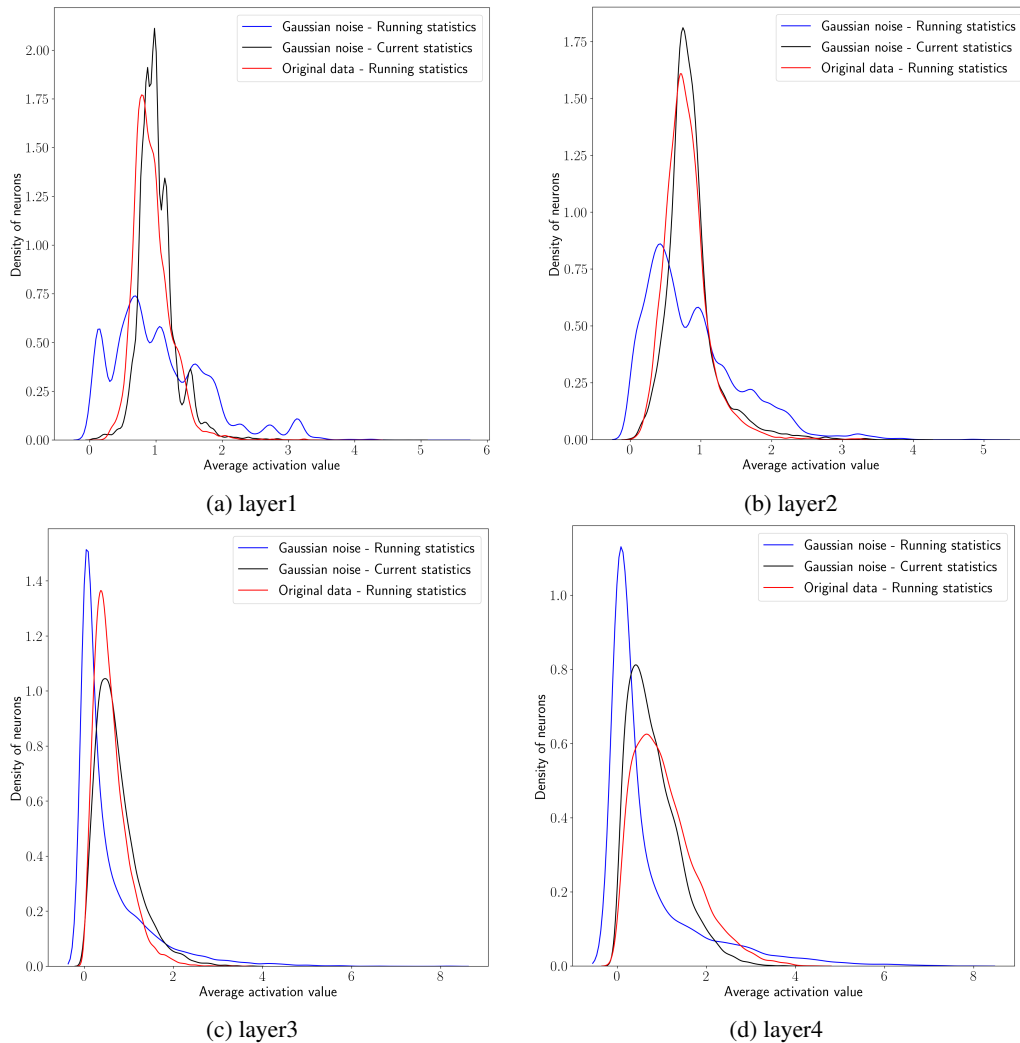 Gaussian noise - Running statistics
Gaussian noise - Current statistics
Original data - Running statistics
Density of neurons
2.00
1.75
1.50
1.25
1.00
0.75
0.50
0.25
0.00
0 1 2 3 4 5 6
Average activation value
(a) layer1
Gaussian noise - Running statistics
Gaussian noise - Current statistics
Original data - Running statistics
Density of neurons
1.75
1.50
1.25
1.00
0.75
0.50
0.25
0.00
0 1 2 3 4 5
Average activation value
(b) layer2
Gaussian noise - Running statistics
Gaussian noise - Current statistics
Original data - Running statistics
Density of neurons
1.4
1.2
1.0
0.8
0.6
0.4
0.2
0.0
0 2 4 6 8
Average activation value
(c) layer3
Gaussian noise - Running statistics
Gaussian noise - Current statistics
Original data - Running statistics
Density of neurons
1.0
0.8
0.6
0.4
0.2
0.0
0 2 4 6 8
Average activation value
(d) layer4